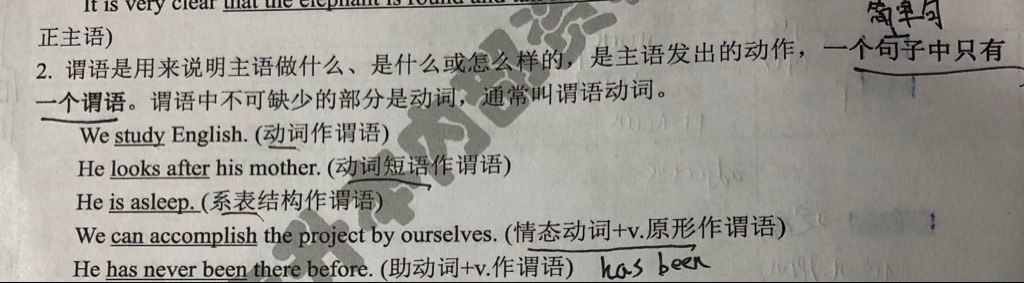 It is very clear that the elephant is round and
简单句
正主语)
2. 谓语是用来说明主语做什么、是什么或怎么样的，是主语发出的动作，一个句子中只有
一个谓语。谓语中不可缺少的部分是动词，通常叫谓语动词。
We study English. (动词作谓语)
He looks after his mother. (动词短语作谓语)
He is asleep. (系表结构作谓语)
We can accomplish the project by ourselves. (情态动词+v.原形作谓语)
He has never been there before. (助动词+v.作谓语) has been